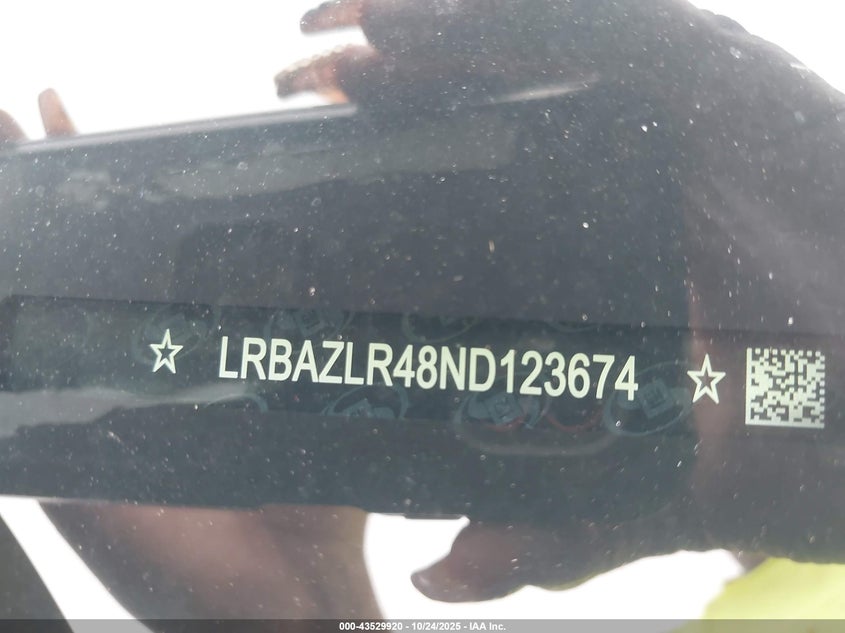 ☆ LRBAZLR48ND123674 ☆
000-43529920 - 10/24/2025 - IAA Inc.